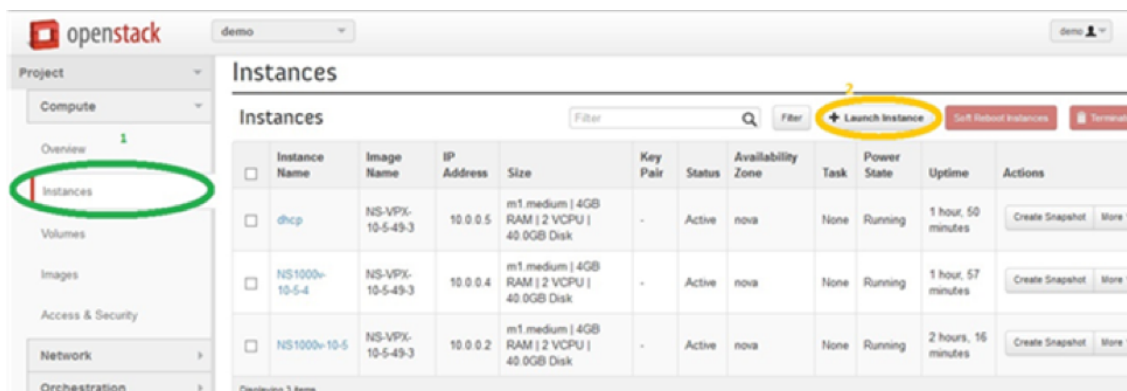 openstack
demo
demo
Project
Instances
Compute
Instances
Filter
Filter
2
+ Launch Instance
Soft Reboot Instances
Overview
1
Instances
Volumes
Images
Access & Security
Network
Orchestration
Instance Name Image Name IP Address Size Key Pair Status Availability Zone Task Power State Uptime Actions
dhcp NS-VPX-10-5-49-3 10.0.0.5 m1.medium | 4GB RAM | 2 VCPU | 40.0GB Disk - Active nova None Running 1 hour, 50 minutes Create Snapshot More
NS1000v-10-5-4 NS-VPX-10-5-49-3 10.0.0.4 m1.medium | 4GB RAM | 2 VCPU | 40.0GB Disk - Active nova None Running 1 hour, 57 minutes Create Snapshot More
NS1000v-10-5 NS-VPX-10-5-49-3 10.0.0.2 m1.medium | 4GB RAM | 2 VCPU | 40.0GB Disk - Active nova None Running 2 hours, 16 minutes Create Snapshot More
Displaying 3 items